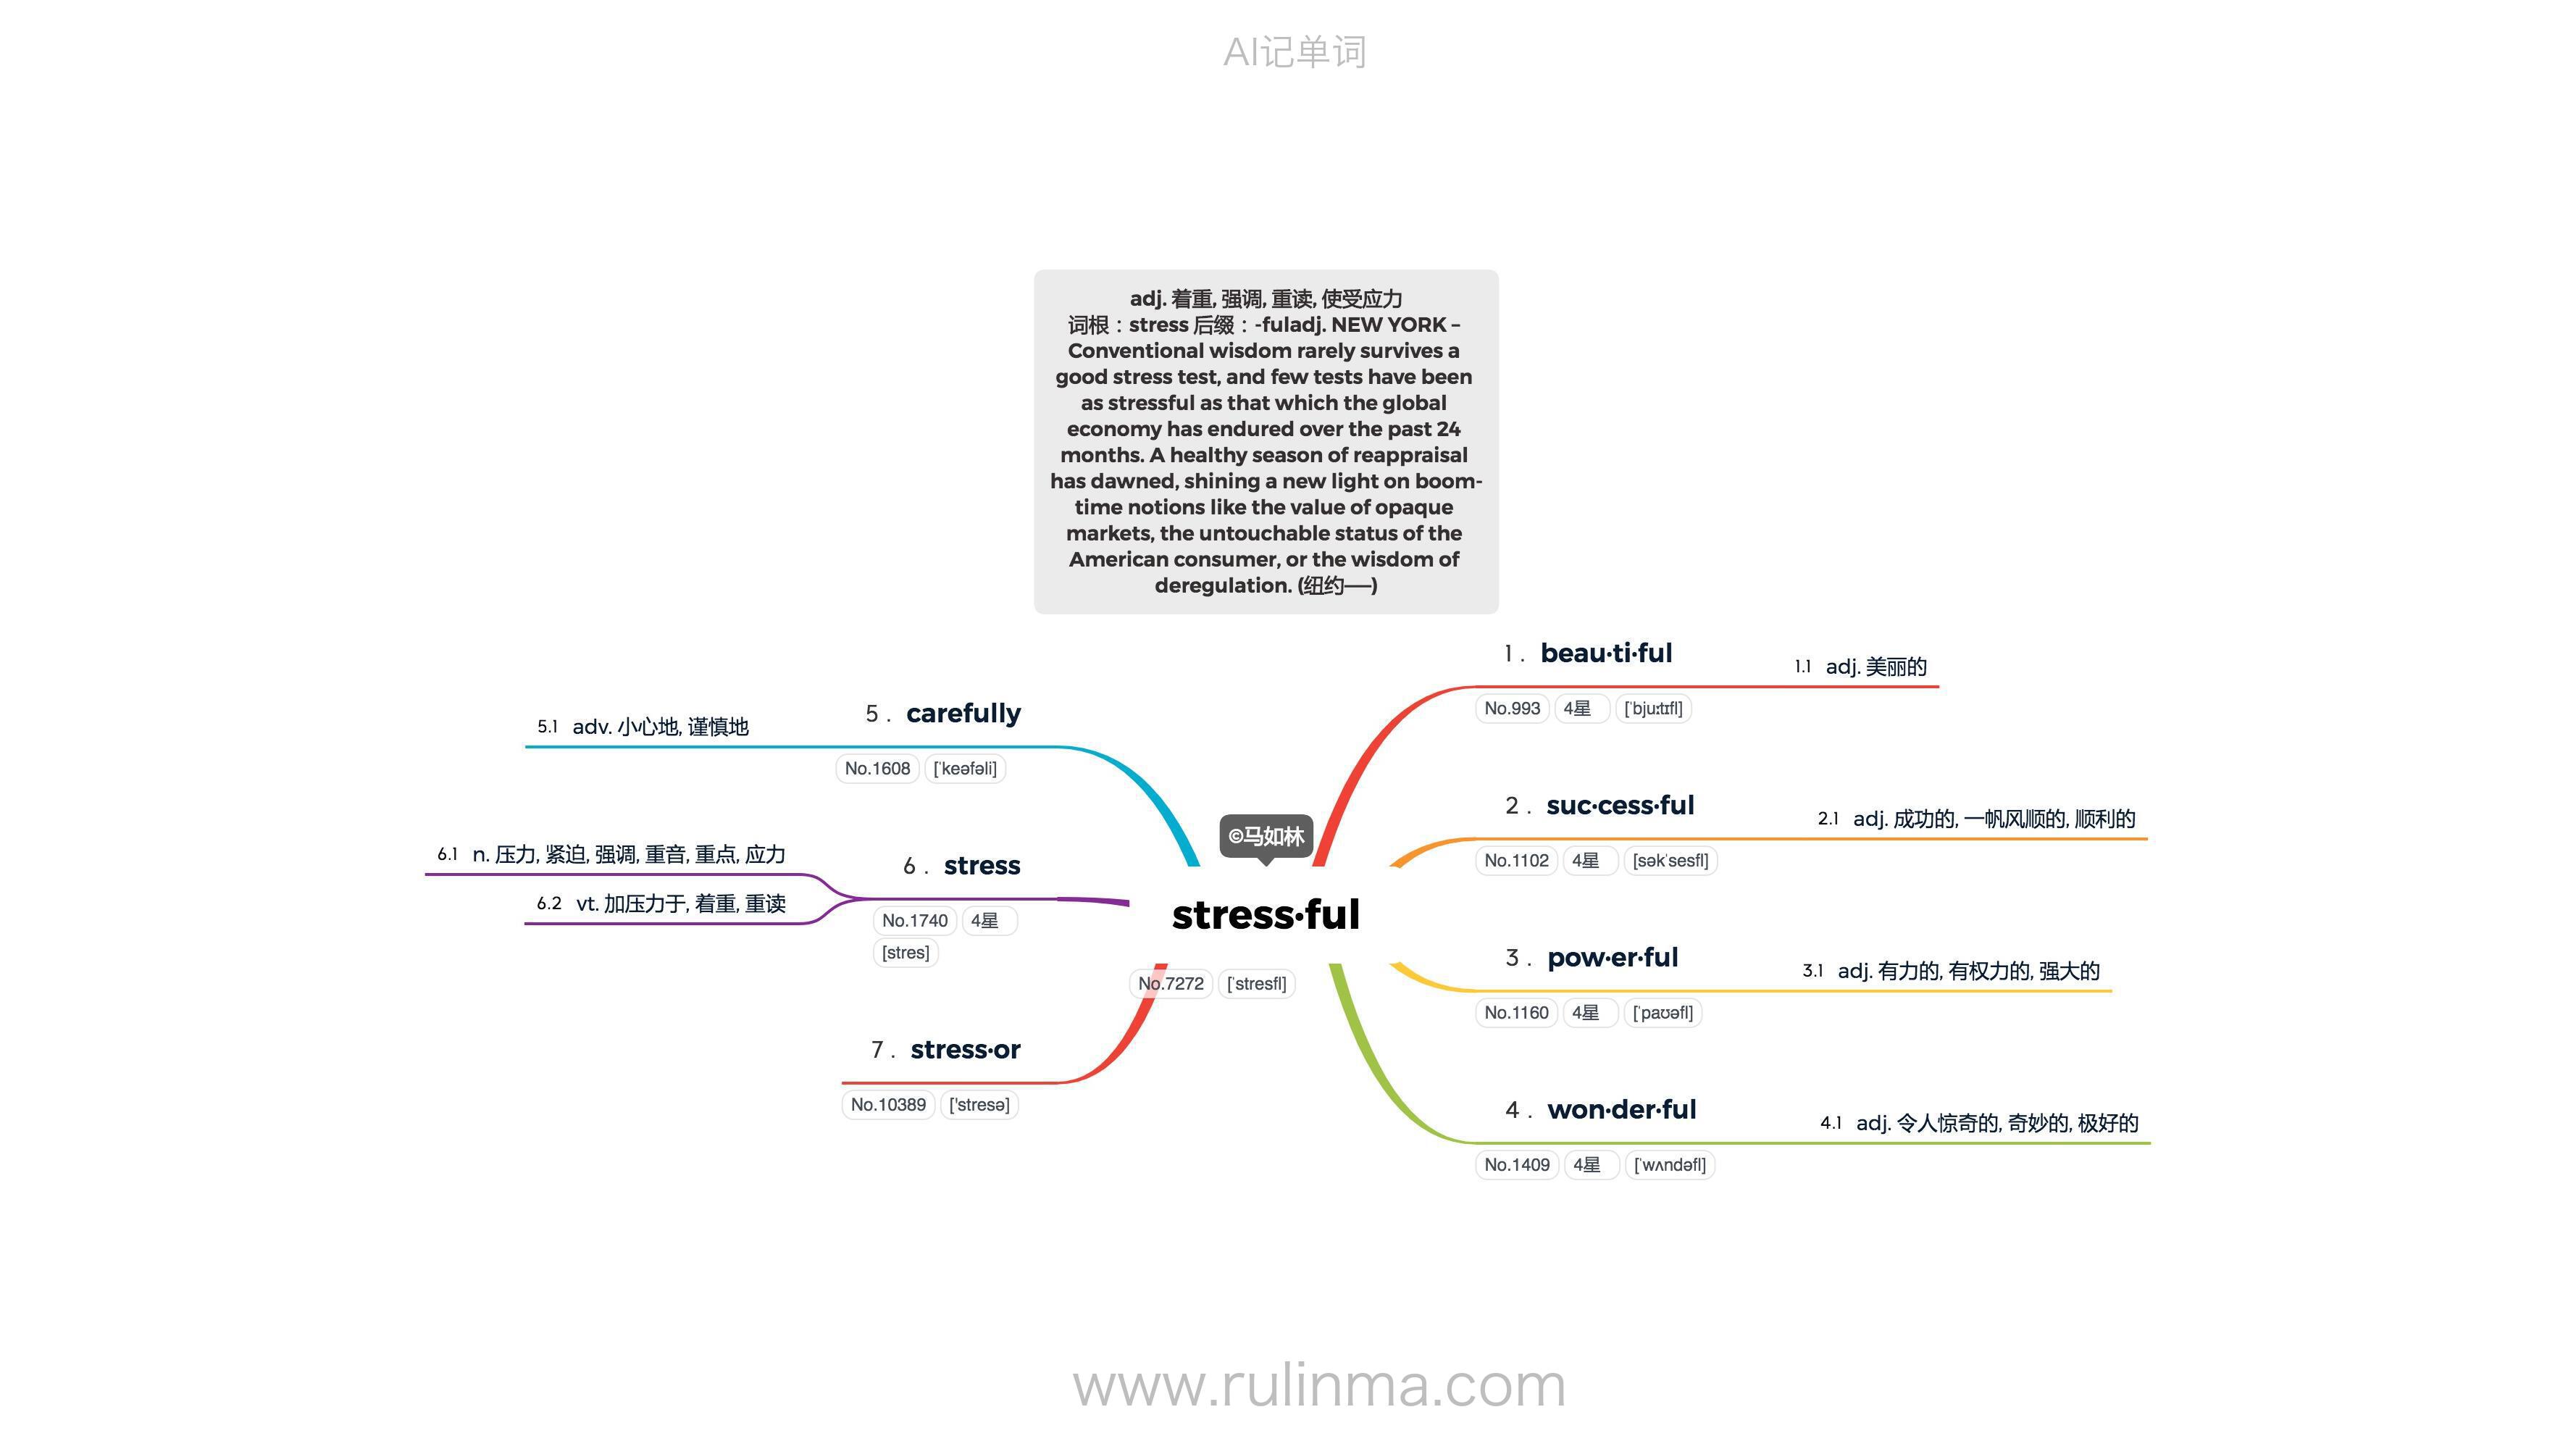 AI记单词
adj. 着重, 强调, 重读, 使受应力
词根：stress 后缀：-fuladj. NEW YORK –
Conventional wisdom rarely survives a
good stress test, and few tests have been
as stressful as that which the global
economy has endured over the past 24
months. A healthy season of reappraisal
has dawned, shining a new light on boom-
time notions like the value of opaque
markets, the untouchable status of the
American consumer, or the wisdom of
deregulation. (纽约——)
©马如林
stress·ful
No.7272 [ˈstresfl]
1 . beau·ti·ful
No.993 4星 [ˈbjuːtɪfl]
1.1 adj. 美丽的
2 . suc·cess·ful
No.1102 4星 [səkˈsesfl]
2.1 adj. 成功的, 一帆风顺的, 顺利的
3 . pow·er·ful
No.1160 4星 [ˈpaʊəfl]
3.1 adj. 有力的, 有权力的, 强大的
4 . won·der·ful
No.1409 4星 [ˈwʌndəfl]
4.1 adj. 令人惊奇的, 奇妙的, 极好的
5 . carefully
No.1608 [ˈkeəfəli]
5.1 adv. 小心地, 谨慎地
6 . stress
No.1740 4星
[stres]
6.1 n. 压力, 紧迫, 强调, 重音, 重点, 应力
6.2 vt. 加压力于, 着重, 重读
7 . stress·or
No.10389 ['stresə]
www.rulinma.com